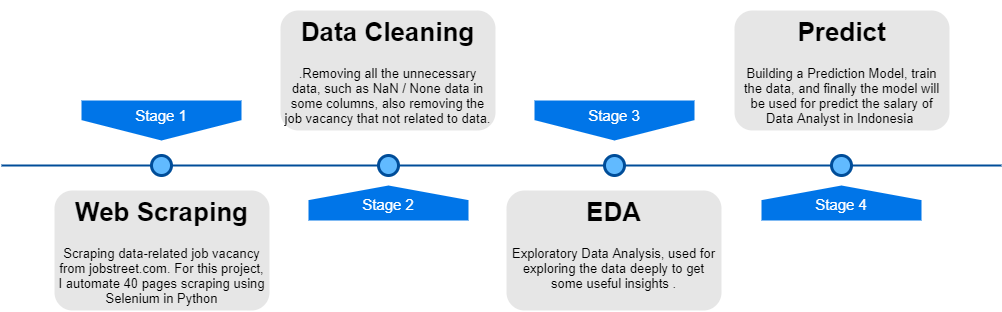 Stage 1
Web Scraping
Scraping data-related job vacancy
from jobstreet.com. For this project,
I automate 40 pages scraping using
Selenium in Python
Data Cleaning
.Removing all the unnecessary
data, such as NaN / None data in
some columns, also removing the
job vacancy that not related to data.
Stage 2
Stage 3
EDA
Exploratory Data Analysis, used for
exploring the data deeply to get
some useful insights .
Predict
Building a Prediction Model, train
the data, and finally the model will
be used for predict the salary of
Data Analyst in Indonesia
Stage 4